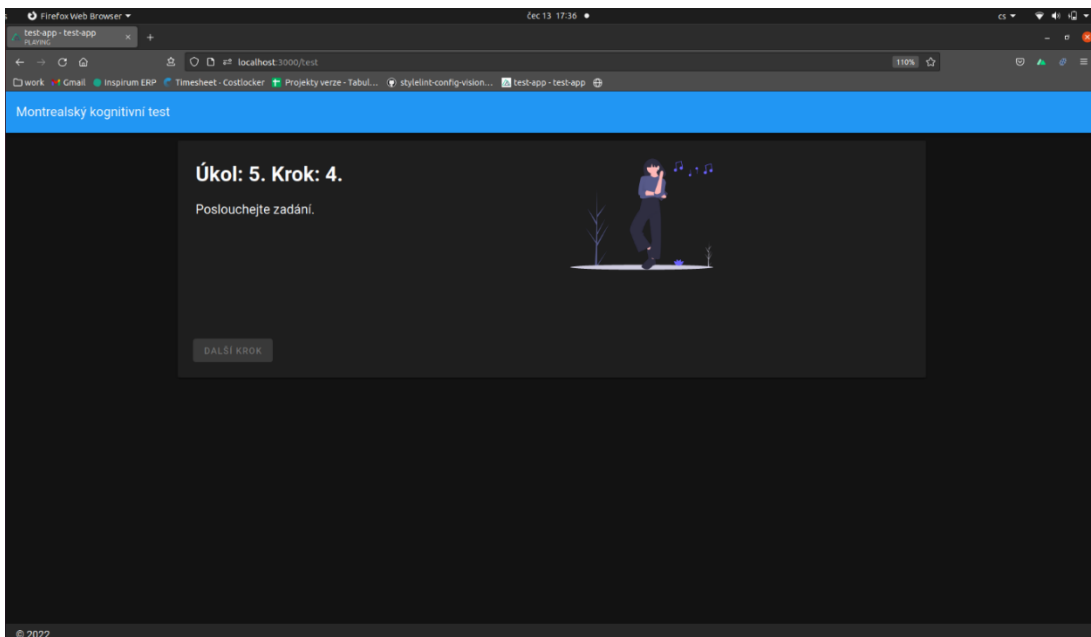 Firefox Web Browser
čec 13 17:36
cs
test-app - test-app
PLAYING
localhost:3000/test
110%
work
Gmail
Inspirum ERP
Timesheet - Costlocker
Projekty verze - Tabul...
stylelint-config-vision...
test-app - test-app
Montrealský kognitivní test
Úkol: 5. Krok: 4.
Poslouchejte zadání.
DALŠÍ KROK
© 2022